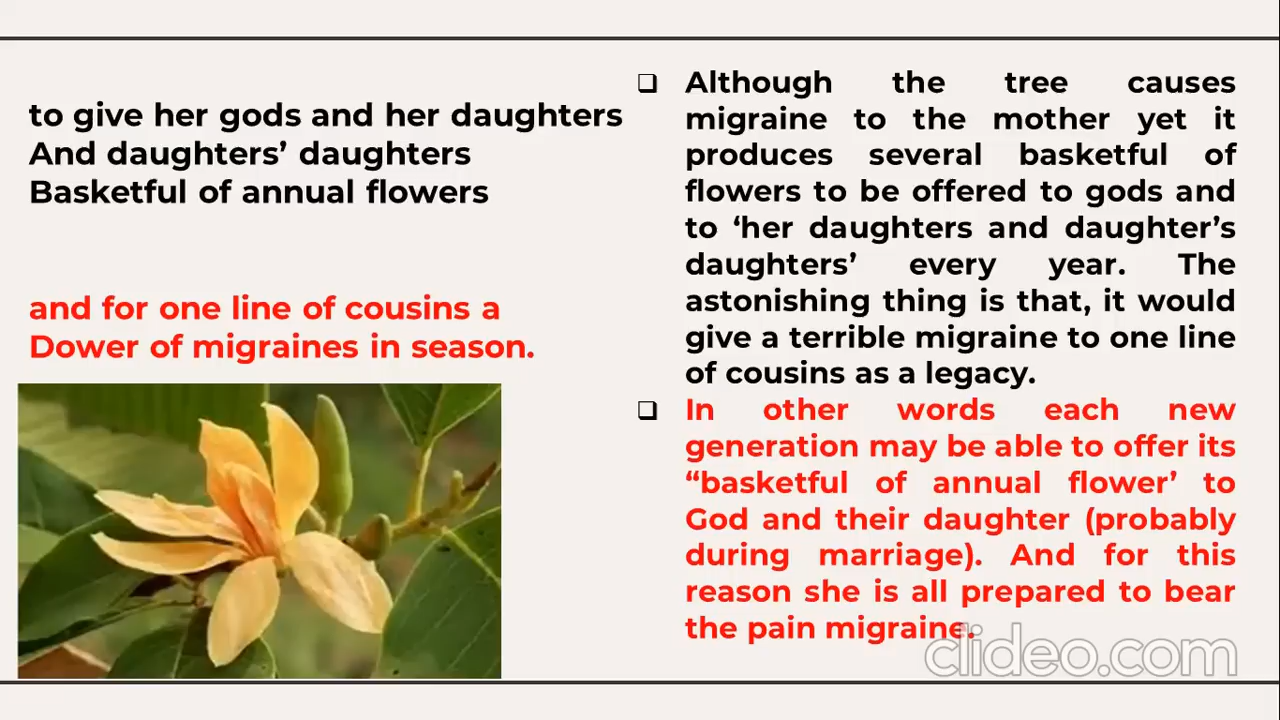 to give her gods and her daughters
And daughters’ daughters
Basketful of annual flowers
and for one line of cousins a
Dower of migraines in season.
Although the tree causes
migraine to the mother yet it
produces several basketful of
flowers to be offered to gods and
to ‘her daughters and daughter’s
daughters’ every year. The
astonishing thing is that, it would
give a terrible migraine to one line
of cousins as a legacy.
In other words each new
generation may be able to offer its
“basketful of annual flower’ to
God and their daughter (probably
during marriage). And for this
reason she is all prepared to bear
the pain migraine.
clideo.com